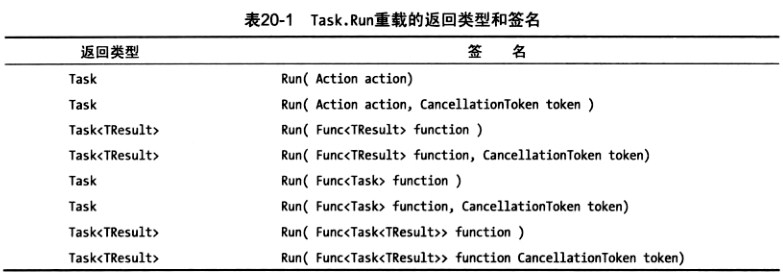 表20-1 Task.Run重载的返回类型和签名
返回类型 签 名
Task Run( Action action)
Task Run( Action action, CancellationToken token )
Task<TResult> Run( Func<TResult> function )
Task<TResult> Run( Func<TResult> function, CancellationToken token)
Task Run( Func<Task> function )
Task Run( Func<Task> function, CancellationToken token)
Task<TResult> Run( Func<Task<TResult>> function )
Task<TResult> Run( Func<Task<TResult>> function CancellationToken token)